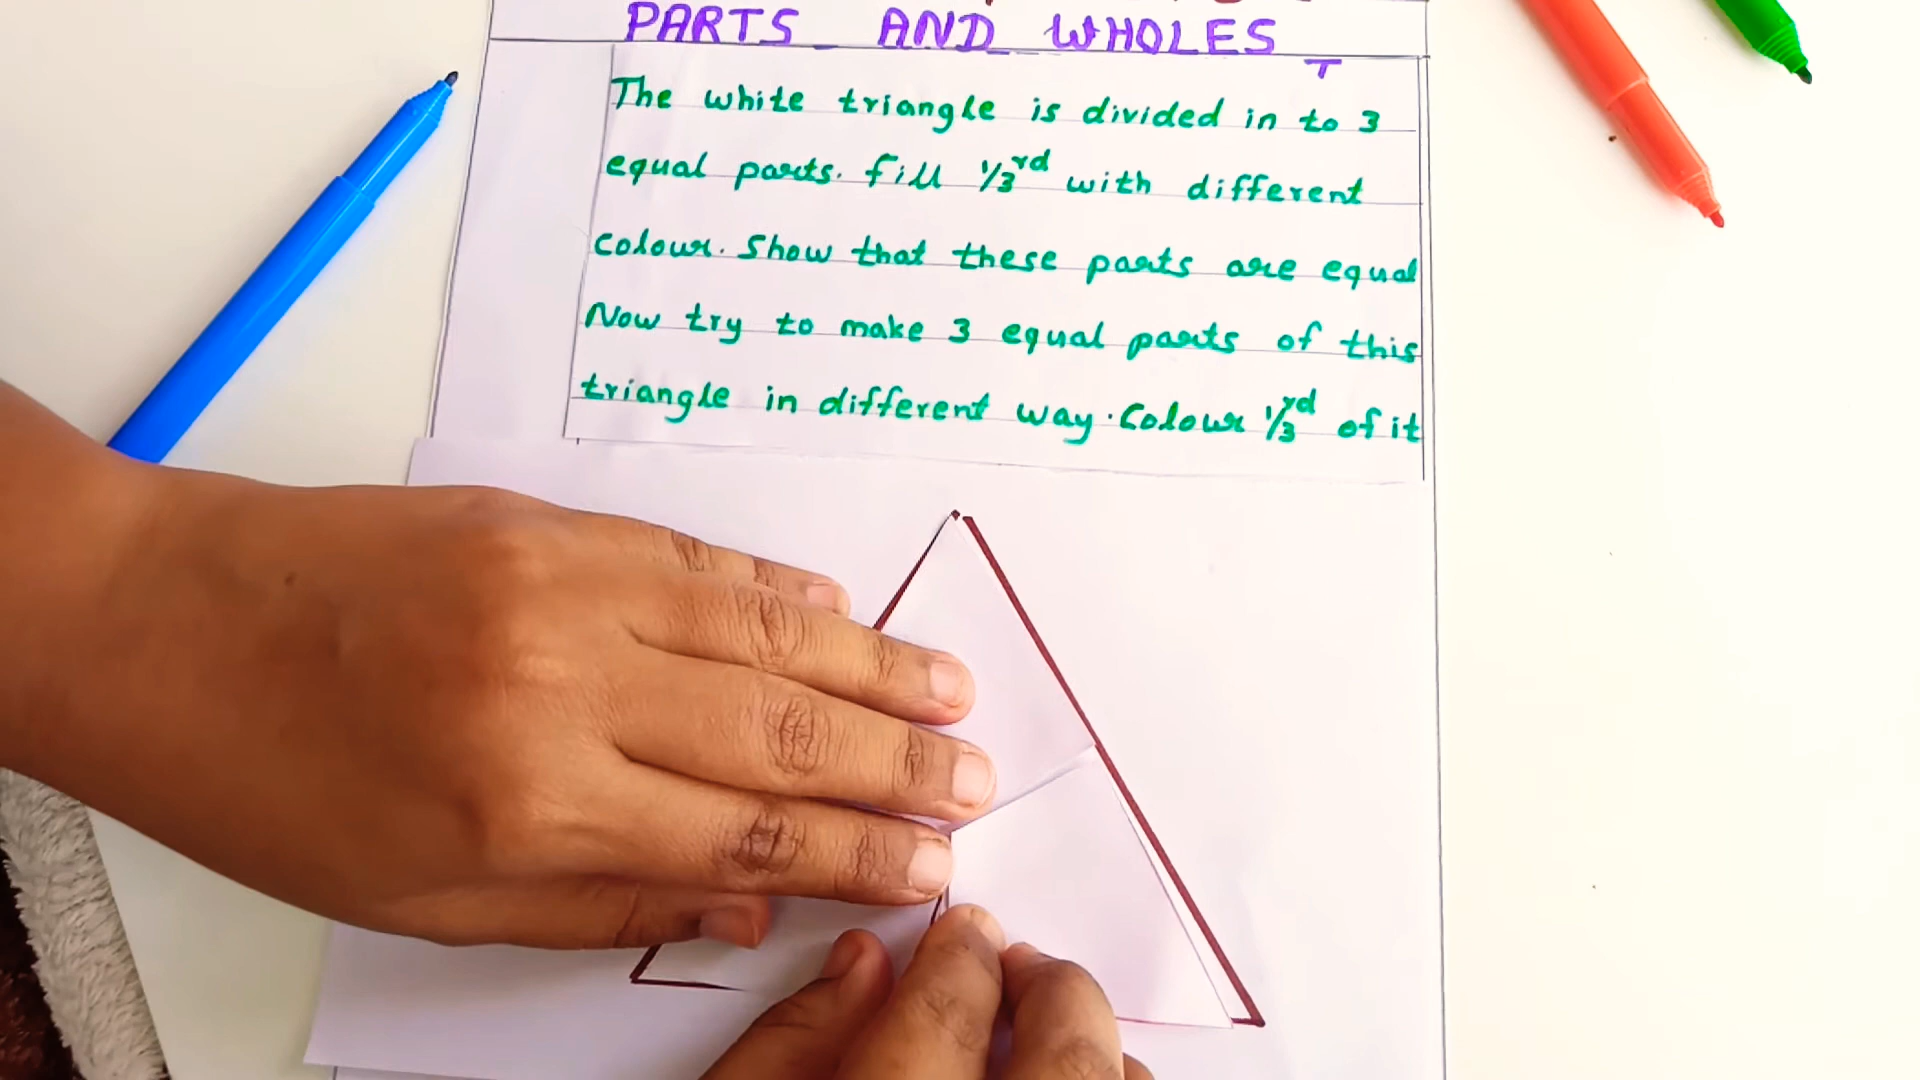 PARTS AND WHOLES
The white triangle is divided in to 3
equal parts. fill 1/3rd with different
colour. Show that these parts are equal
Now try to make 3 equal parts of this
triangle in different way. Colour 1/3rd of it